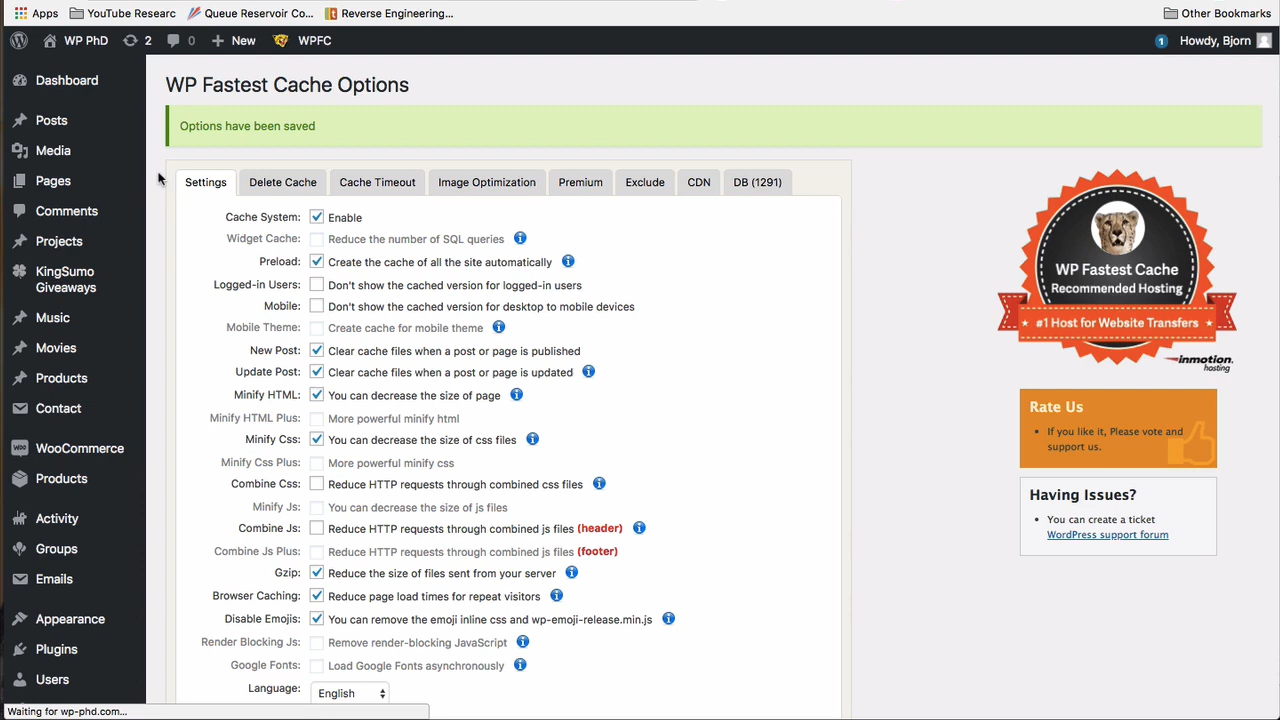 Apps YouTube Researc Queue Reservoir Co... Reverse Engineering... Other Bookmarks
WP PhD 2 0 New WPFC 1 Howdy, Bjorn
Dashboard
Posts
Media
Pages
Comments
Projects
KingSumo
Giveaways
Music
Movies
Products
Contact
WooCommerce
Products
Activity
Groups
Emails
Appearance
Plugins
Users
WP Fastest Cache Options
Options have been saved
Settings Delete Cache Cache Timeout Image Optimization Premium Exclude CDN DB (1291)
Cache System: Enable
Widget Cache: Reduce the number of SQL queries
Preload: Create the cache of all the site automatically
Logged-in Users: Don't show the cached version for logged-in users
Mobile: Don't show the cached version for desktop to mobile devices
Mobile Theme: Create cache for mobile theme
New Post: Clear cache files when a post or page is published
Update Post: Clear cache files when a post or page is updated
Minify HTML: You can decrease the size of page
Minify HTML Plus: More powerful minify html
Minify Css: You can decrease the size of css files
Minify Css Plus: More powerful minify css
Combine Css: Reduce HTTP requests through combined css files
Minify Js: You can decrease the size of js files
Combine Js: Reduce HTTP requests through combined js files (header)
Combine Js Plus: Reduce HTTP requests through combined js files (footer)
Gzip: Reduce the size of files sent from your server
Browser Caching: Reduce page load times for repeat visitors
Disable Emojis: You can remove the emoji inline css and wp-emoji-release.min.js
Render Blocking Js: Remove render-blocking JavaScript
Google Fonts: Load Google Fonts asynchronously
Language: English
WP Fastest Cache
Recommended Hosting
#1 Host for Website Transfers
inmotion
hosting
Rate Us
If you like it, Please vote and
support us.
Having Issues?
You can create a ticket
WordPress support forum
Waiting for wp-phd.com...